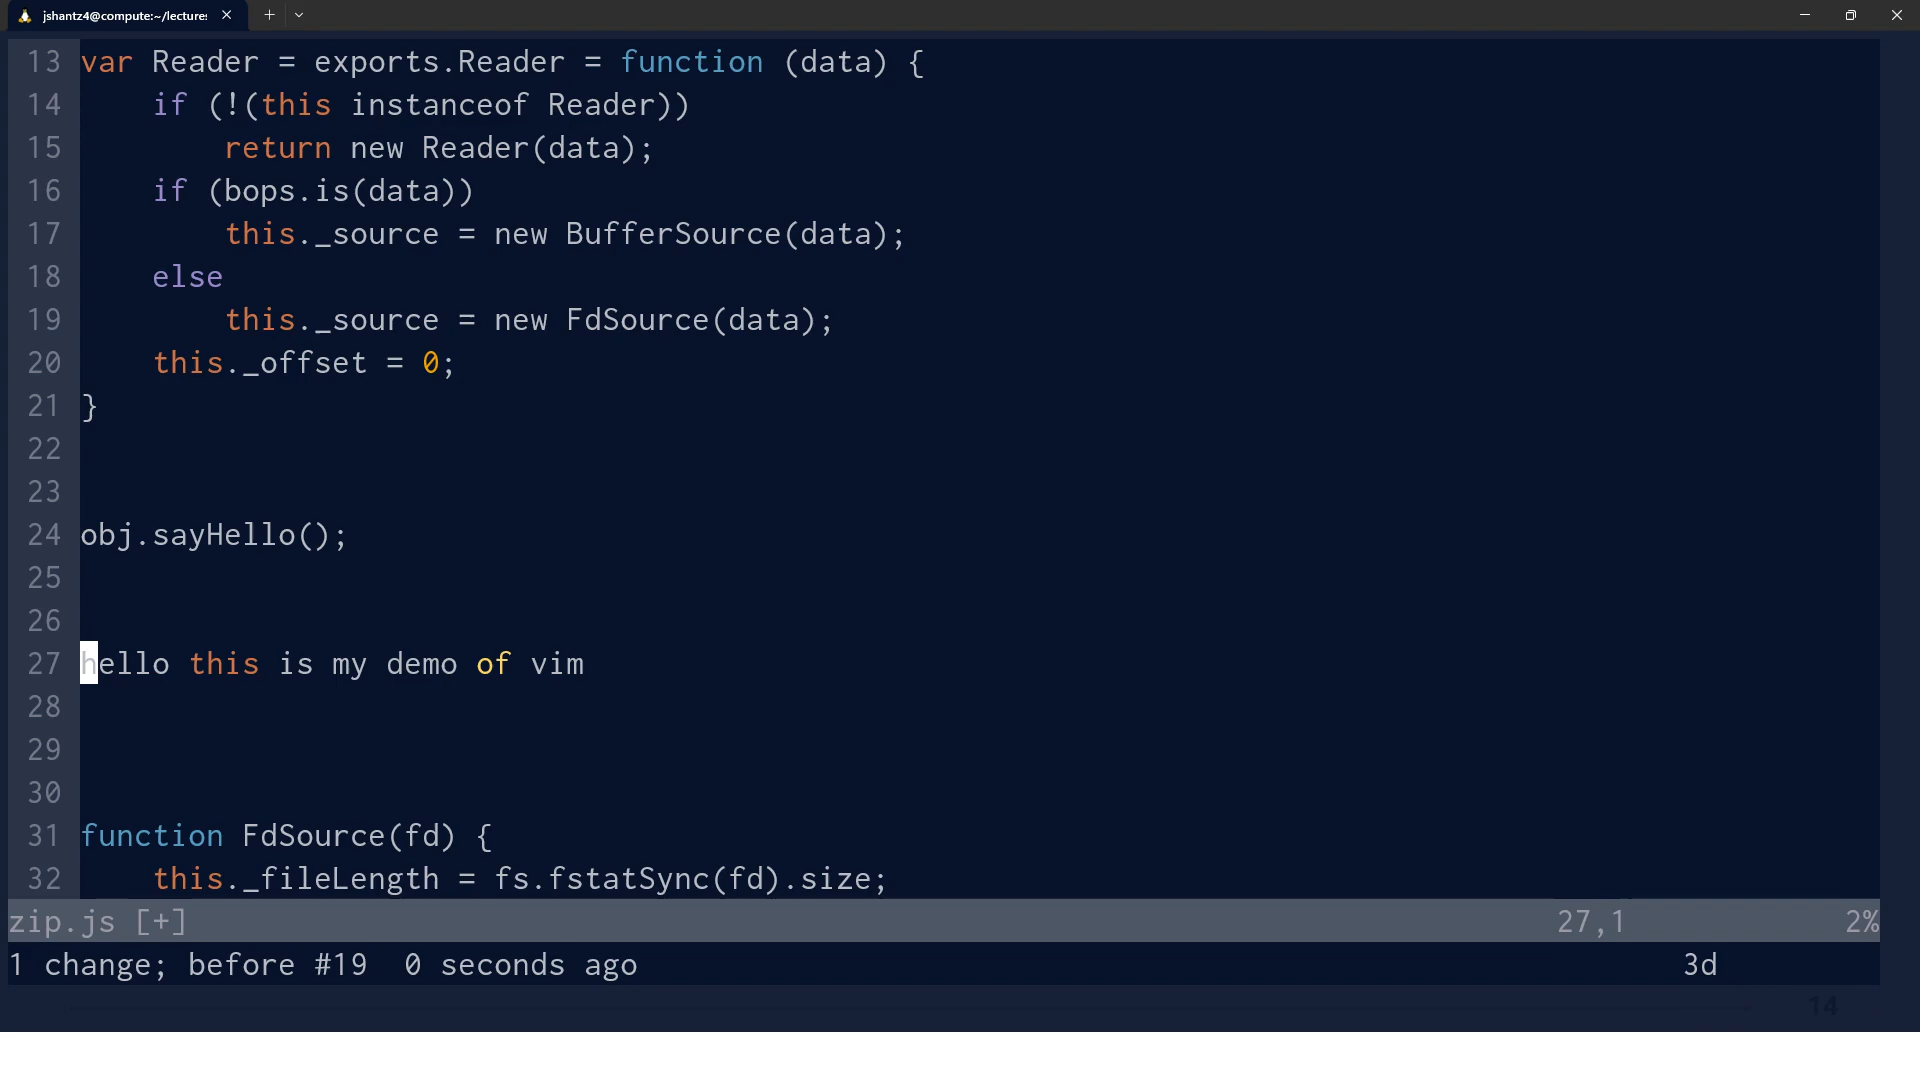 jshantz4@compute:~/lecture
13 var Reader = exports.Reader = function (data) {
14     if (!(this instanceof Reader))
15         return new Reader(data);
16     if (bops.is(data))
17         this._source = new BufferSource(data);
18     else
19         this._source = new FdSource(data);
20     this._offset = 0;
21 }
22
23
24 obj.sayHello();
25
26
27 hello this is my demo of vim
28
29
30
31 function FdSource(fd) {
32     this._fileLength = fs.fstatSync(fd).size;
zip.js [+] 27,1 2%
1 change; before #19  0 seconds ago 3d
14